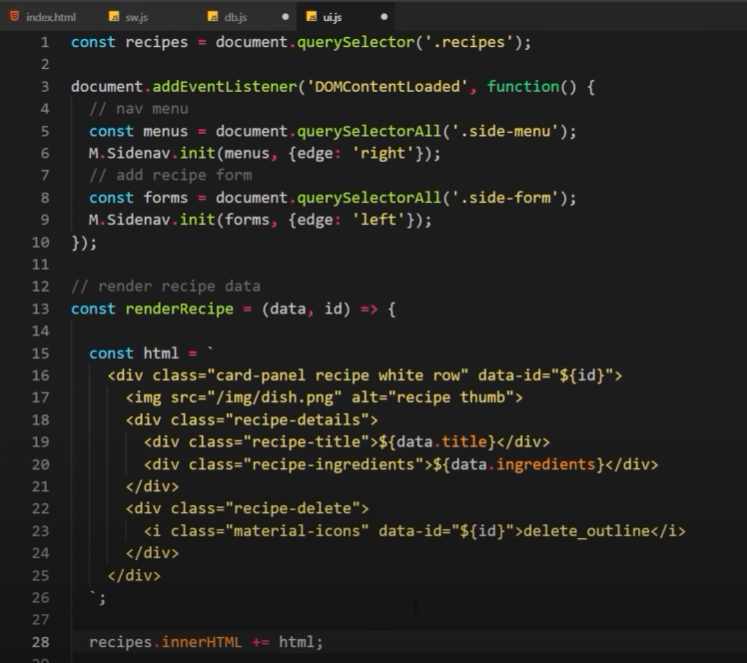 index.html sw.js db.js ui.js
1 const recipes = document.querySelector('.recipes');
2
3 document.addEventListener('DOMContentLoaded', function() {
4 // nav menu
5 const menus = document.querySelectorAll('.side-menu');
6 M.Sidenav.init(menus, {edge: 'right'});
7 // add recipe form
8 const forms = document.querySelectorAll('.side-form');
9 M.Sidenav.init(forms, {edge: 'left'});
10 });
11
12 // render recipe data
13 const renderRecipe = (data, id) => {
14
15 const html = `
16 <div class="card-panel recipe white row" data-id="${id}">
17 <img src="/img/dish.png" alt="recipe thumb">
18 <div class="recipe-details">
19 <div class="recipe-title">${data.title}</div>
20 <div class="recipe-ingredients">${data.ingredients}</div>
21 </div>
22 <div class="recipe-delete">
23 <i class="material-icons" data-id="${id}">delete_outline</i>
24 </div>
25 </div>
26 `;
27
28 recipes.innerHTML += html;
29